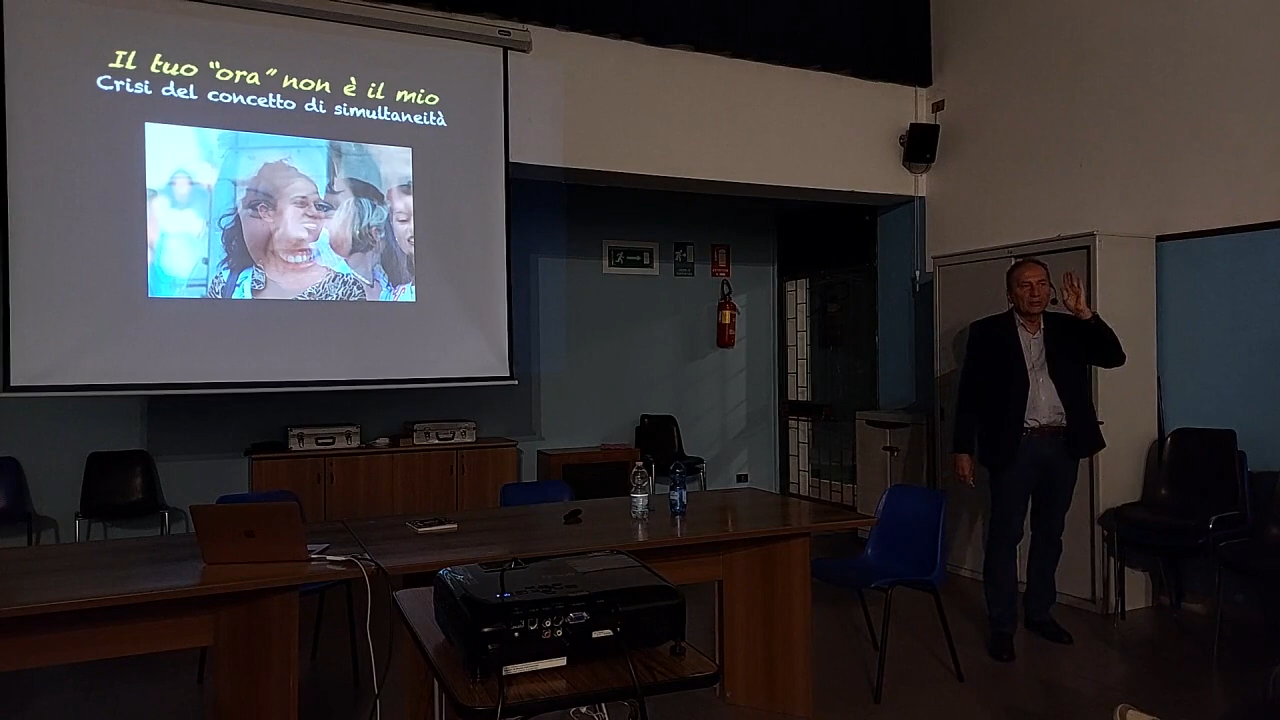 Il tuo "ora" non è il mio
Crisi del concetto di simultaneità